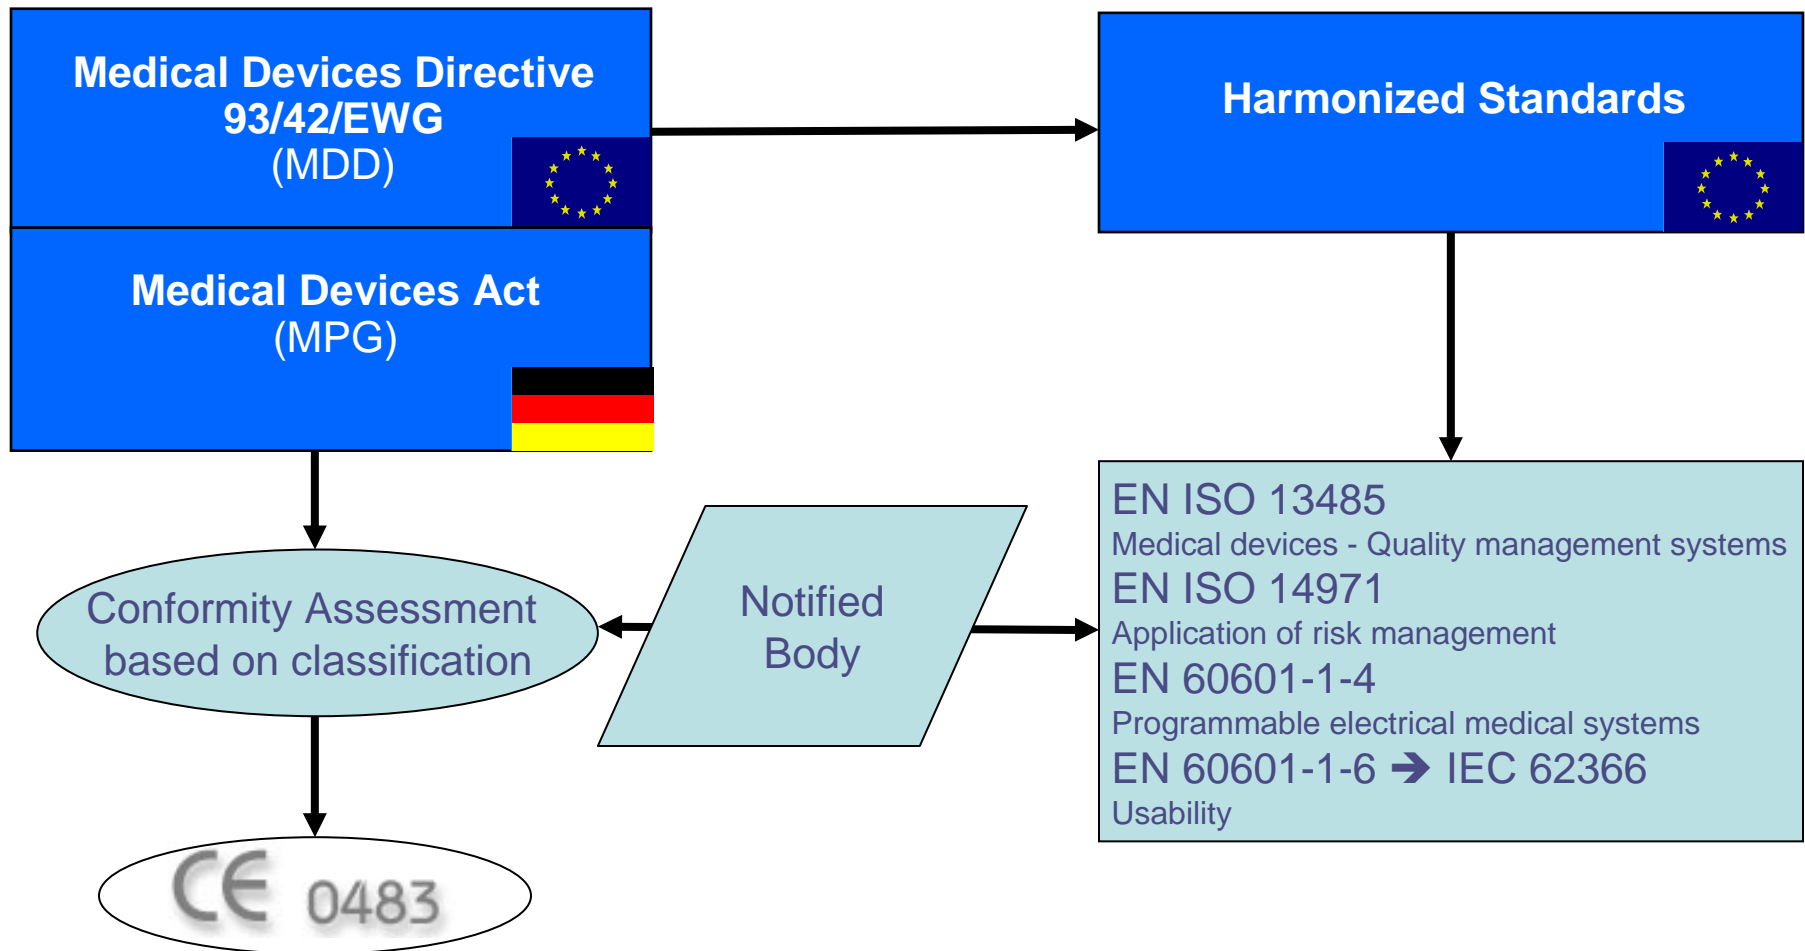 Medical Devices Directive
93/42/EWG
(MDD)
Harmonized Standards
Medical Devices Act
(MPG)
Conformity Assessment
based on classification
Notified
Body
EN ISO 13485
Medical devices - Quality management systems
EN ISO 14971
Application of risk management
EN 60601-1-4
Programmable electrical medical systems
EN 60601-1-6 ➔ IEC 62366
Usability
CE 0483